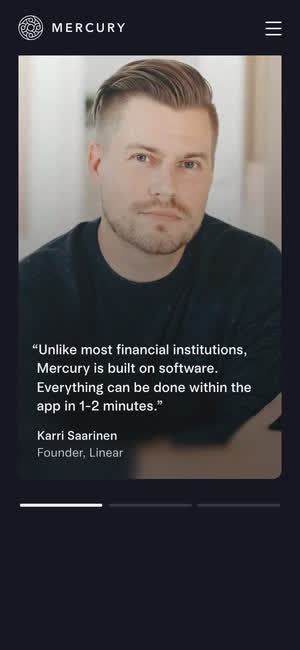 MERCURY
“Unlike most financial institutions,
Mercury is built on software.
Everything can be done within the
app in 1–2 minutes.”
Karri Saarinen
Founder, Linear